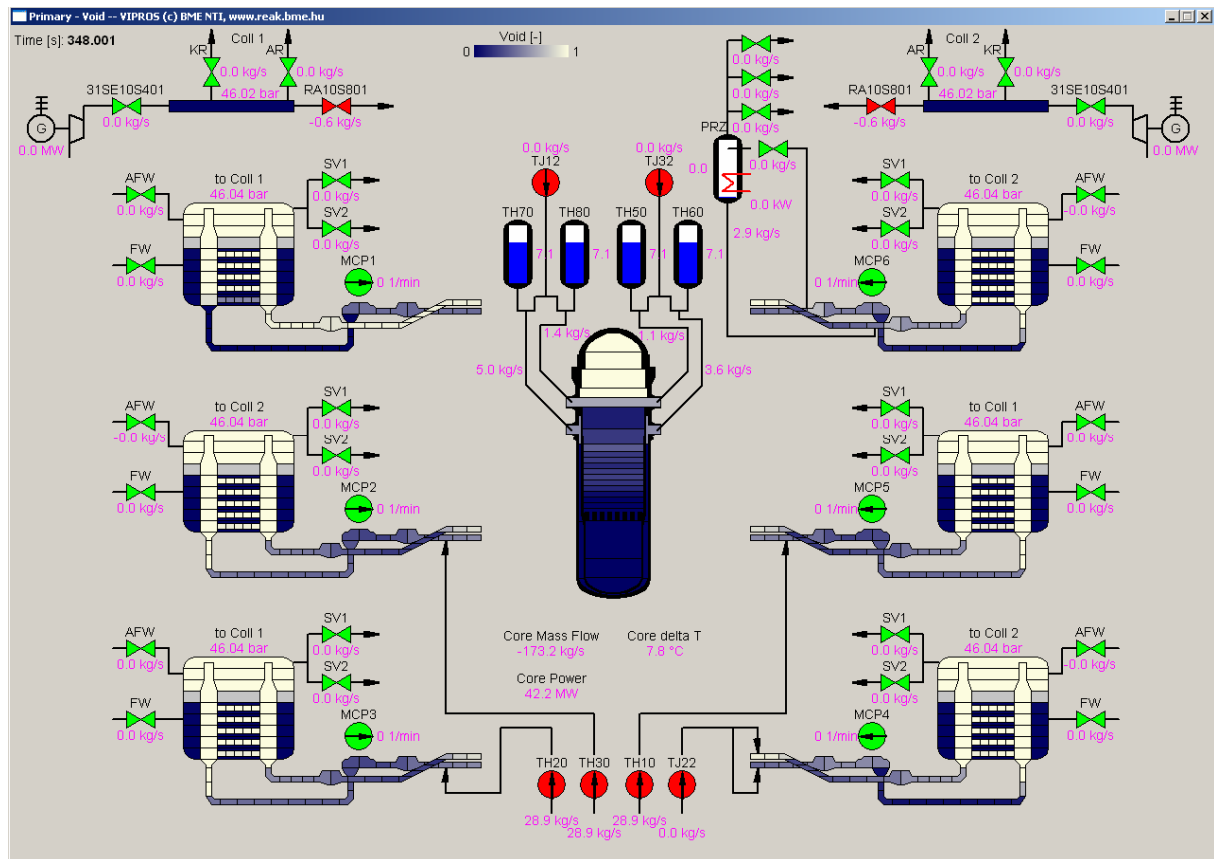 Primary - Void -- VIPROS (c) BME NTI, www.reak.bme.hu
Time [s]: 348.001
Coll 1
Void [-]
0
1
Coll 2
KR
AR
0.0 kg/s
0.0 kg/s
0.0 kg/s
AR
KR
0.0 kg/s
0.0 kg/s
0.0 kg/s
31SE10S401
46.02 bar
RA10S801
0.0 kg/s
RA10S801
46.02 bar
31SE10S401
0.0 kg/s
-0.6 kg/s
-0.6 kg/s
0.0 kg/s
G
G
0.0 MW
0.0 MW
PRZ
0.0
0.0 kg/s
0.0 kW
2.9 kg/s
0.0 kg/s
TJ12
0.0 kg/s
TJ32
TH70
TH80
TH50
TH60
7.1
7.1
7.1
7.1
1.4 kg/s
1.1 kg/s
5.0 kg/s
3.6 kg/s
AFW
0.0 kg/s
to Coll 1
46.04 bar
SV1
0.0 kg/s
SV2
0.0 kg/s
FW
0.0 kg/s
MCP1
0 1/min
SV1
0.0 kg/s
to Coll 2
46.04 bar
AFW
-0.0 kg/s
SV2
0.0 kg/s
FW
0.0 kg/s
MCP6
0 1/min
AFW
-0.0 kg/s
to Coll 2
46.04 bar
SV1
0.0 kg/s
SV2
0.0 kg/s
FW
0.0 kg/s
MCP2
0 1/min
SV1
0.0 kg/s
to Coll 1
46.04 bar
AFW
0.0 kg/s
SV2
0.0 kg/s
FW
0.0 kg/s
MCP5
0 1/min
AFW
0.0 kg/s
to Coll 1
46.04 bar
SV1
0.0 kg/s
SV2
0.0 kg/s
FW
0.0 kg/s
MCP3
0 1/min
Core Mass Flow
-173.2 kg/s
Core delta T
7.8 °C
Core Power
42.2 MW
SV1
0.0 kg/s
to Coll 2
46.04 bar
AFW
-0.0 kg/s
SV2
0.0 kg/s
FW
0.0 kg/s
MCP4
0 1/min
TH20
TH30
TH10
TJ22
28.9 kg/s
28.9 kg/s
28.9 kg/s
0.0 kg/s